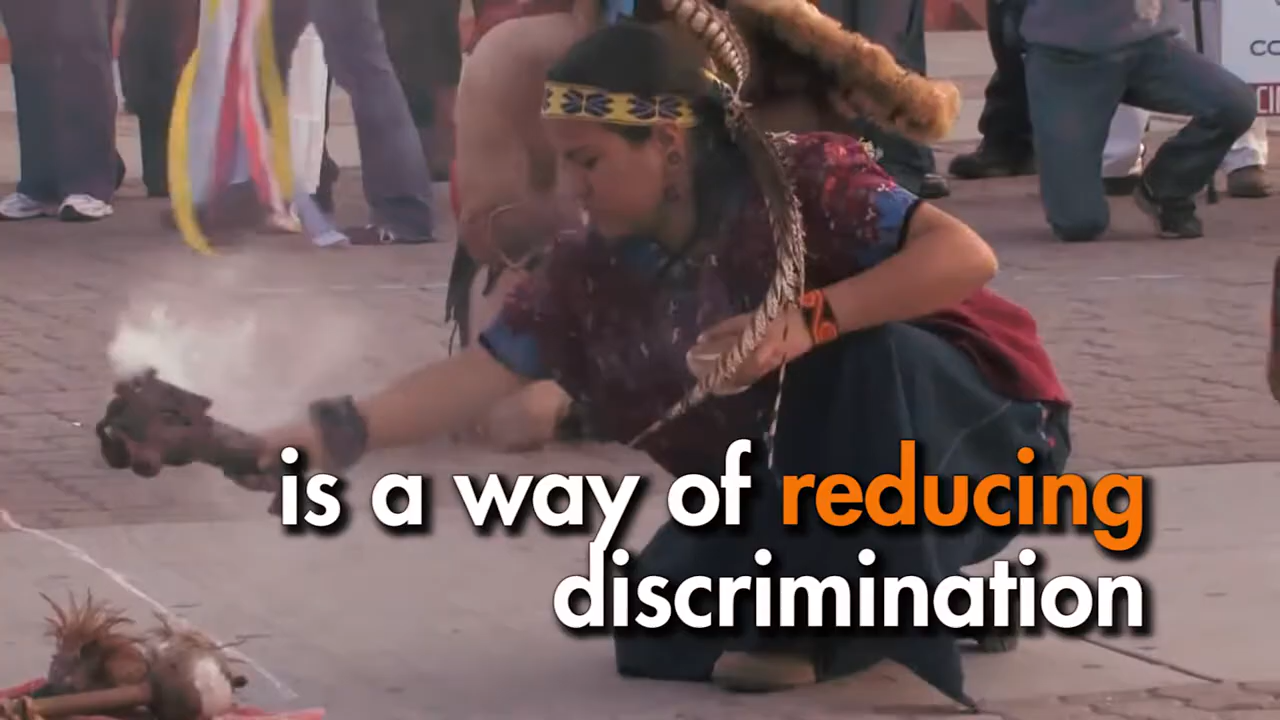 is a way of reducing
discrimination